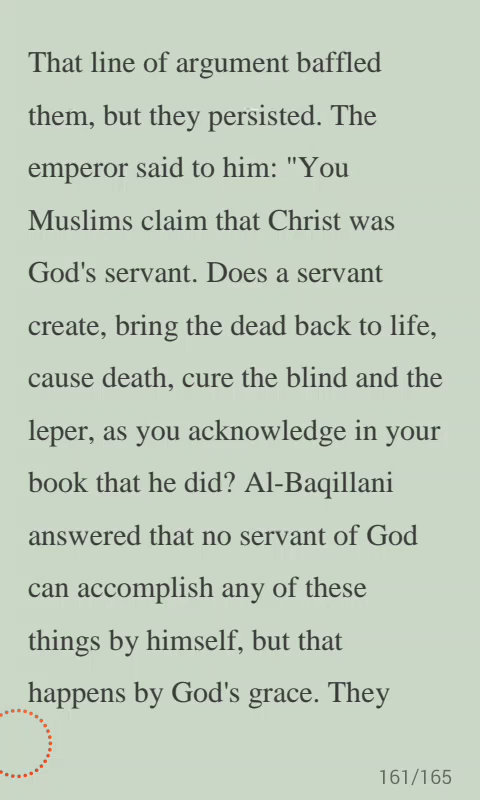 That line of argument baffled
them, but they persisted. The
emperor said to him: "You
Muslims claim that Christ was
God's servant. Does a servant
create, bring the dead back to life,
cause death, cure the blind and the
leper, as you acknowledge in your
book that he did? Al-Baqillani
answered that no servant of God
can accomplish any of these
things by himself, but that
happens by God's grace. They
161/165